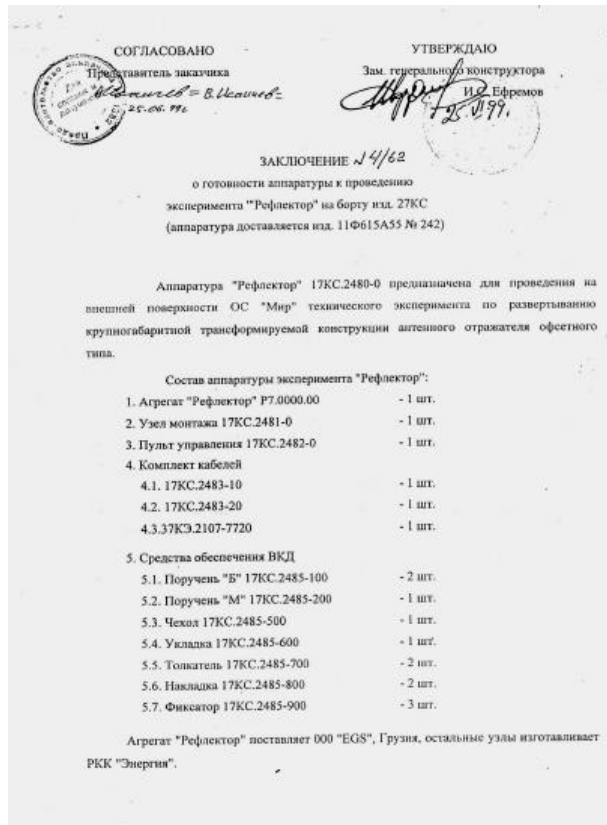 СОГЛАСОВАНО
Представитель заказчика
25.06.99г.
УТВЕРЖДАЮ
Зам. генерального конструктора
И.О. Ефремов
25.VI.99.
ЗАКЛЮЧЕНИЕ №4/62
о готовности аппаратуры к проведению
эксперимента "Рефлектор" на борту изд. 27КС
(аппаратура доставляется изд. 11Ф615А55 № 242)
Аппаратура "Рефлектор" 17КС.2480-0 предназначена для проведения на
внешней поверхности ОС "Мир" технического эксперимента по развертыванию
крупногабаритной трансформируемой конструкции антенного отражателя офсетного
типа.
Состав аппаратуры эксперимента "Рефлектор":
1. Агрегат "Рефлектор" Р7.0000.00 - 1 шт.
2. Узел монтажа 17КС.2481-0 - 1 шт.
3. Пульт управления 17КС.2482-0 - 1 шт.
4. Комплект кабелей
4.1. 17КС.2483-10 - 1 шт.
4.2. 17КС.2483-20 - 1 шт.
4.3.37КЭ.2107-7720 - 1 шт.
5. Средства обеспечения ВКД
5.1. Поручень "Б" 17КС.2485-100 - 2 шт.
5.2. Поручень "М" 17КС.2485-200 - 1 шт.
5.3. Чехол 17КС.2485-500 - 1 шт.
5.4. Укладка 17КС.2485-600 - 1 шт.
5.5. Толкатель 17КС.2485-700 - 2 шт.
5.6. Накладка 17КС.2485-800 - 2 шт.
5.7. Фиксатор 17КС.2485-900 - 3 шт.
Агрегат "Рефлектор" поставляет 000 "EGS", Грузия, остальные узлы изготавливает
РКК "Энергия".